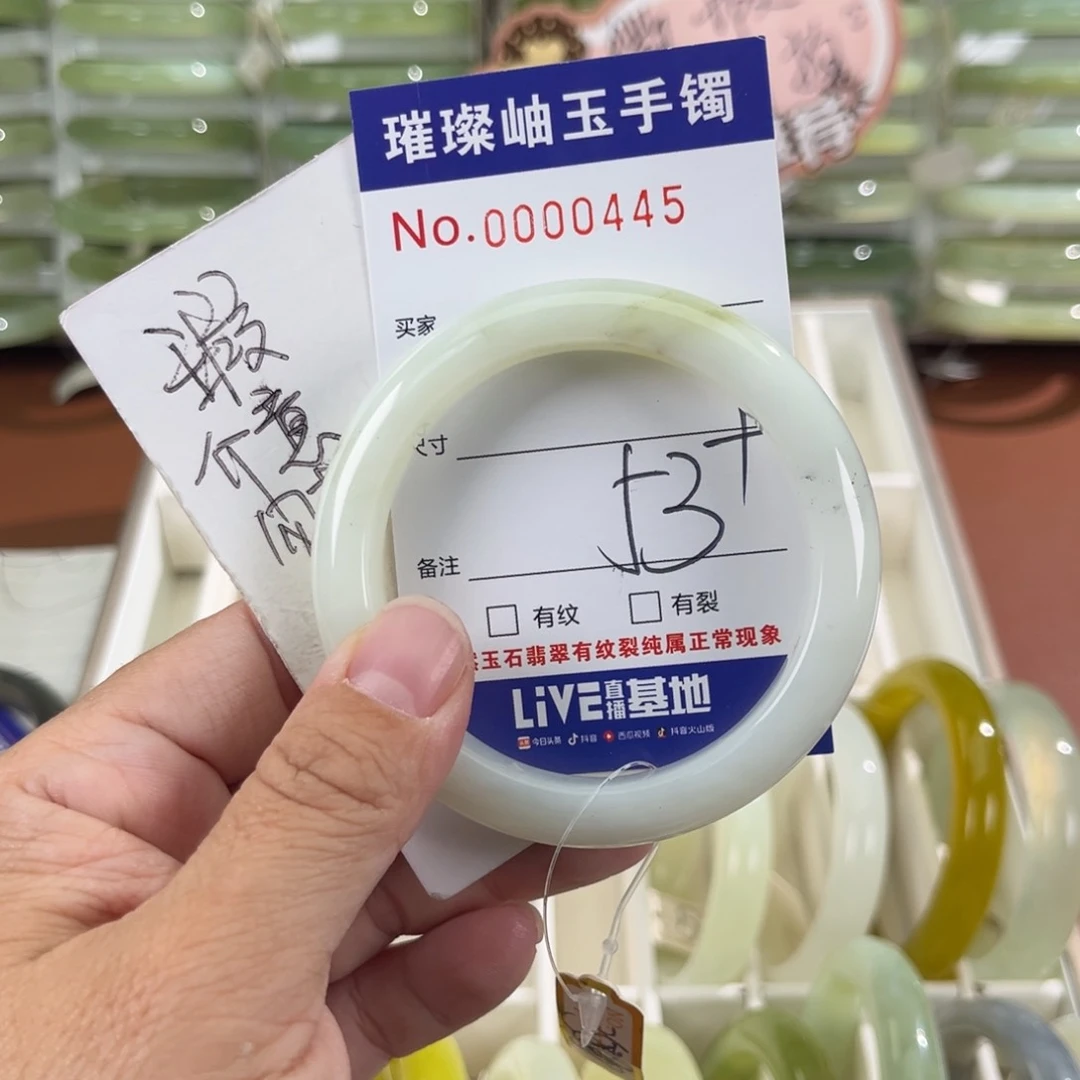 璀璨岫玉手镯
No.0000445
买家
尺寸
53+
备注
□ 有纹 □ 有裂
玉石翡翠有纹裂纯属正常现象
LiVE直播基地
今日头条 抖音 西瓜视频 抖音火山版
意